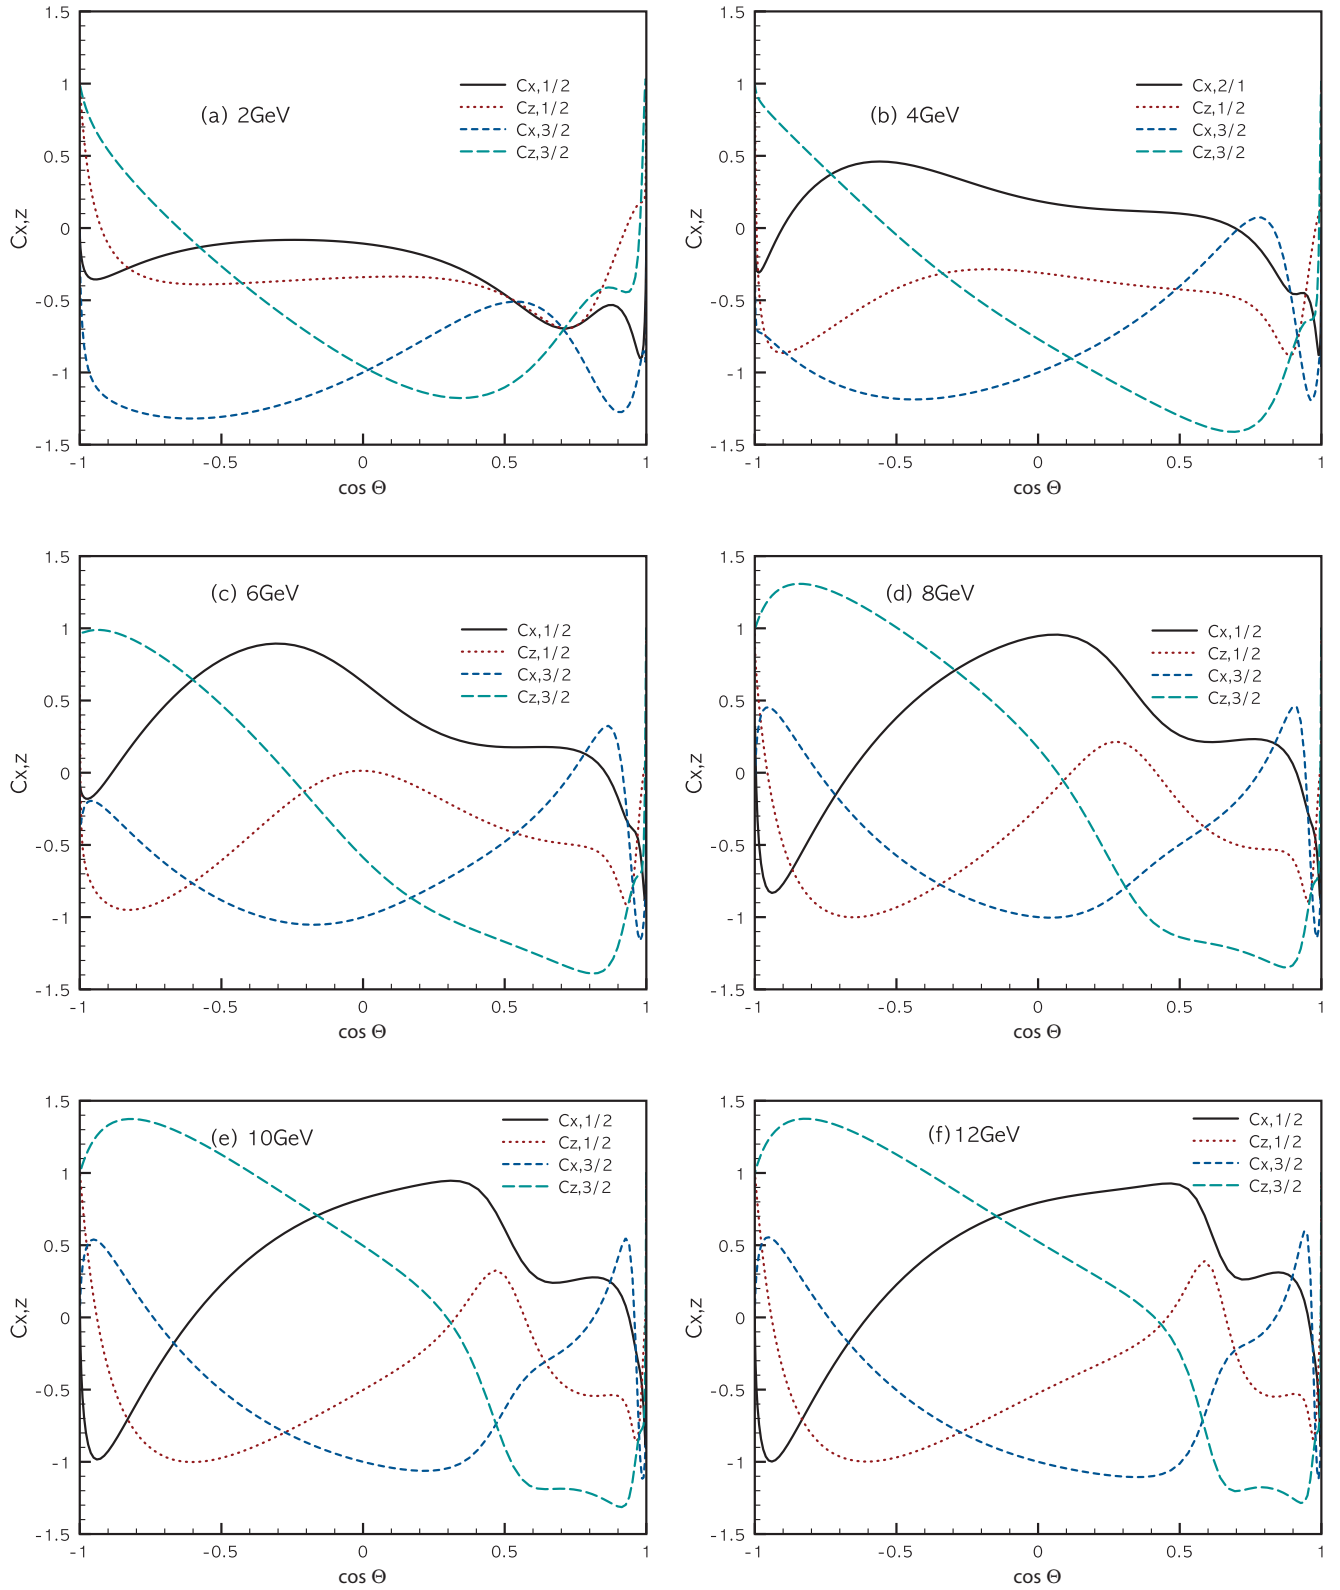 1.5
1
0.5
0
-0.5
-1
-1.5
Cx,z
(a) 2GeV
Cx,1/2
Cz,1/2
Cx,3/2
Cz,3/2
-1 -0.5 0 0.5 1
cos Θ
1.5
1
0.5
0
-0.5
-1
-1.5
Cx,z
(b) 4GeV
Cx,2/1
Cz,1/2
Cx,3/2
Cz,3/2
-1 -0.5 0 0.5 1
cos Θ
1.5
1
0.5
0
-0.5
-1
-1.5
Cx,z
(c) 6GeV
Cx,1/2
Cz,1/2
Cx,3/2
Cz,3/2
-1 -0.5 0 0.5 1
cos Θ
1.5
1
0.5
0
-0.5
-1
-1.5
Cx,z
(d) 8GeV
Cx,1/2
Cz,1/2
Cx,3/2
Cz,3/2
-1 -0.5 0 0.5 1
cos Θ
1.5
1
0.5
0
-0.5
-1
-1.5
Cx,z
(e) 10GeV
Cx,1/2
Cz,1/2
Cx,3/2
Cz,3/2
-1 -0.5 0 0.5 1
cos Θ
1.5
1
0.5
0
-0.5
-1
-1.5
Cx,z
(f)12GeV
Cx,1/2
Cz,1/2
Cx,3/2
Cz,3/2
-1 -0.5 0 0.5 1
cos Θ